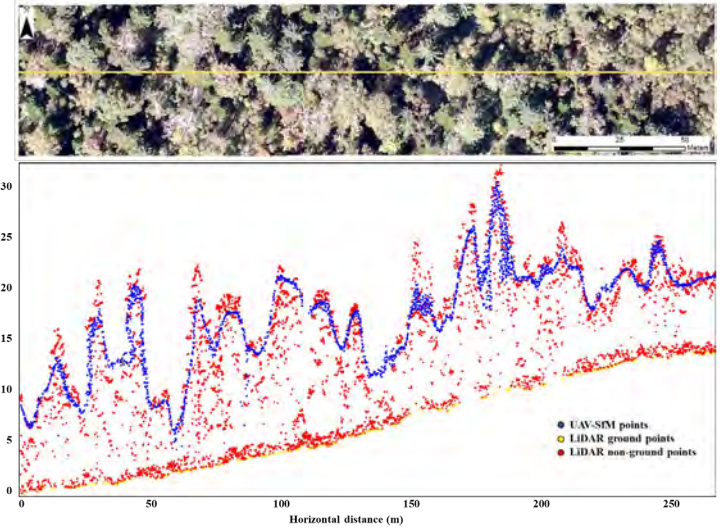 0 25 50
Meters
30
25
20
15
10
5
0
UAV-SfM points
LiDAR ground points
LiDAR non-ground points
0 50 100 150 200 250
Horizontal distance (m)